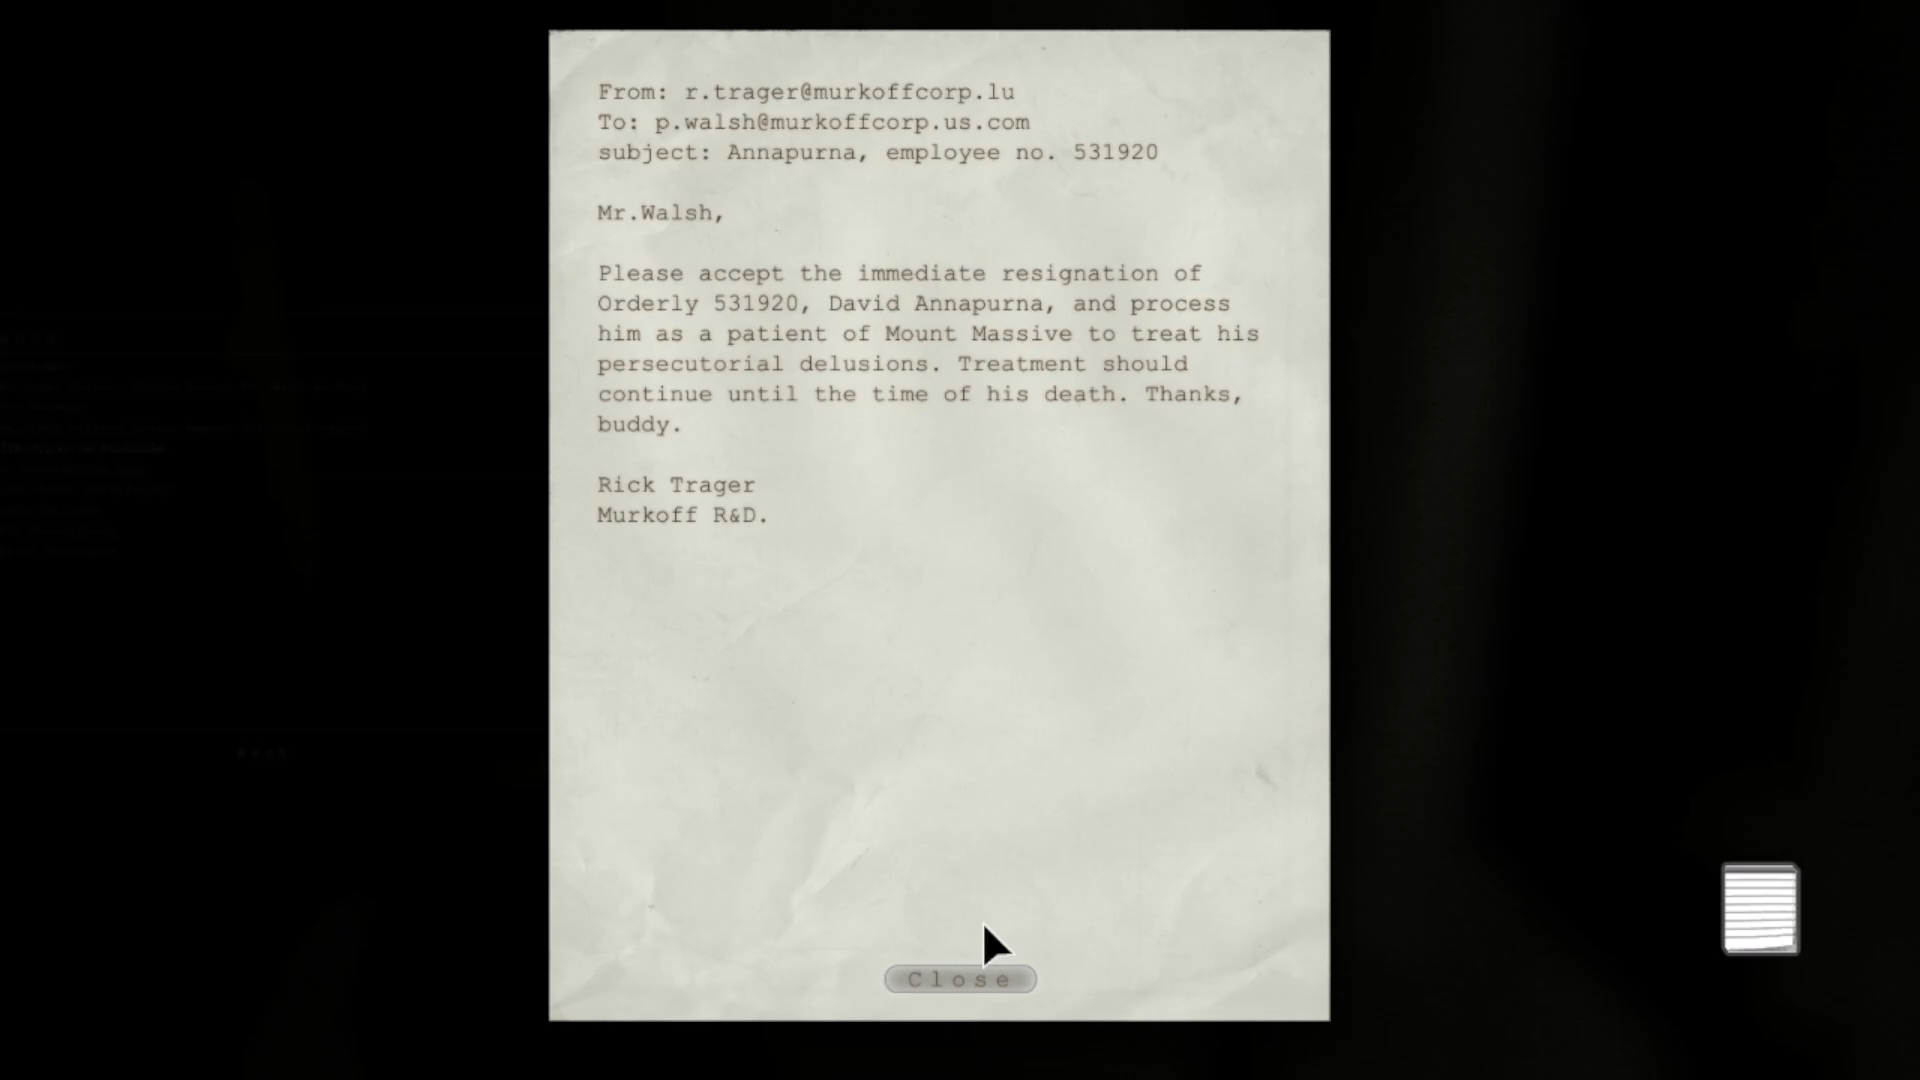 From: r.trager@murkoffcorp.lu
To: p.walsh@murkoffcorp.us.com
subject: Annapurna, employee no. 531920
Mr.Walsh,
Please accept the immediate resignation of
Orderly 531920, David Annapurna, and process
him as a patient of Mount Massive to treat his
persecutorial delusions. Treatment should
continue until the time of his death. Thanks,
buddy.
Rick Trager
Murkoff R&D.
Close